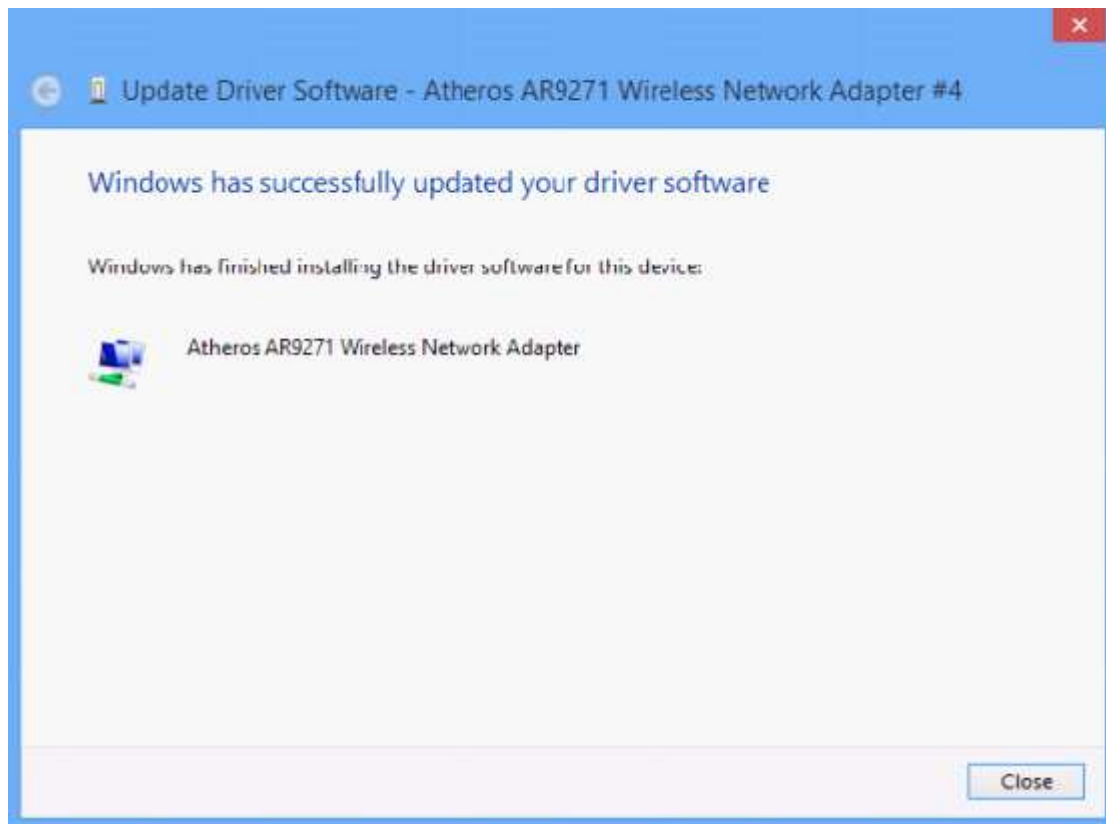 Update Driver Software - Atheros AR9271 Wireless Network Adapter #4
Windows has successfully updated your driver software
Windows has finished installing the driver software for this device:
Atheros AR9271 Wireless Network Adapter
Close